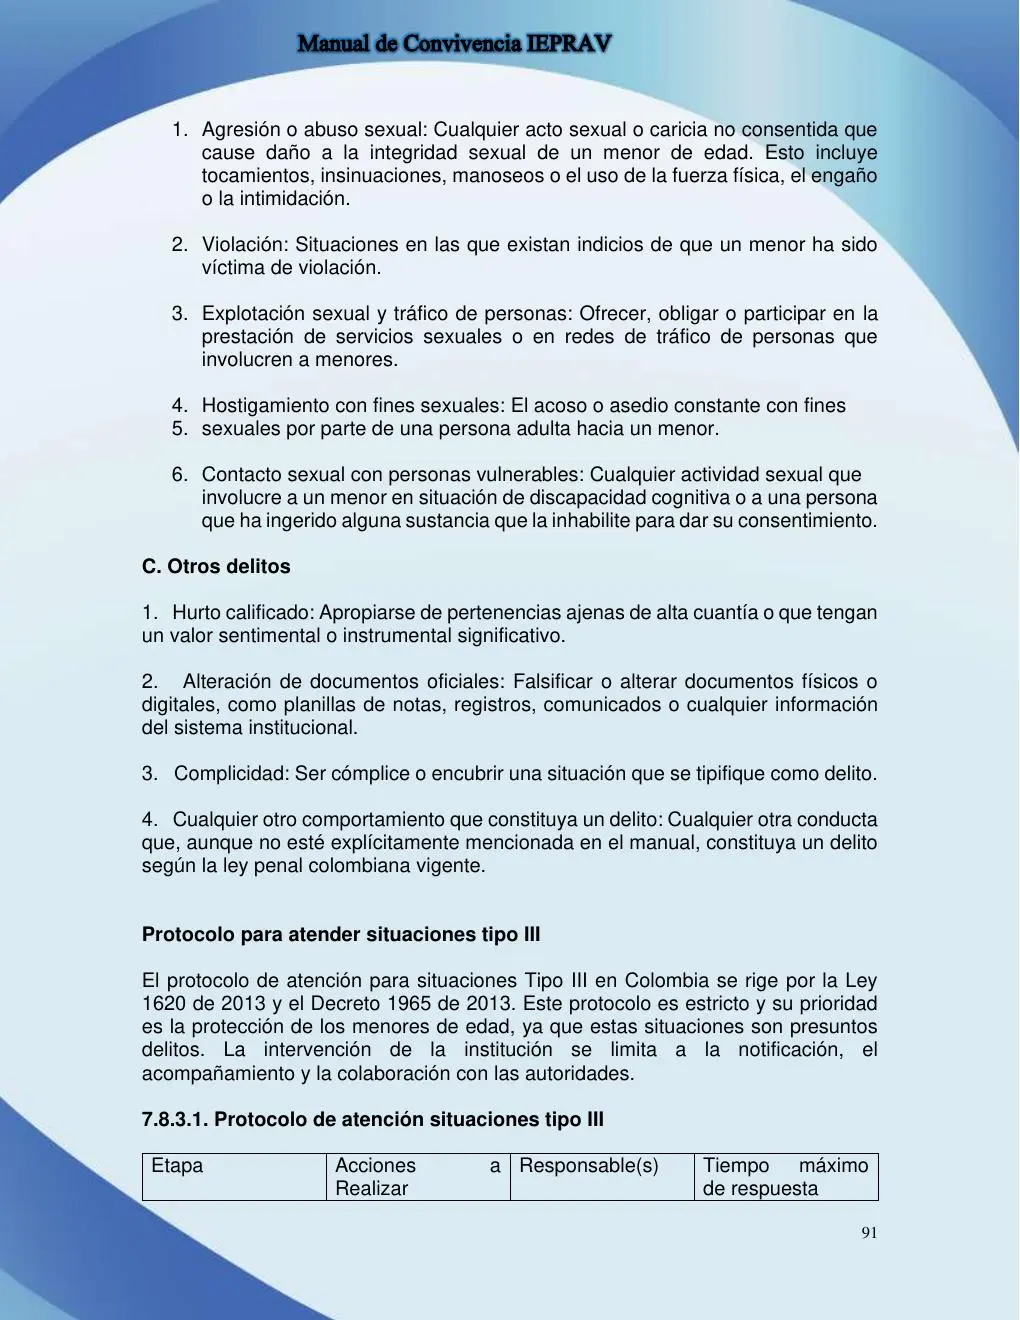 Manual de Convivencia IEPRAV
1. Agresión o abuso sexual: Cualquier acto sexual o caricia no consentida que
cause daño a la integridad sexual de un menor de edad. Esto incluye
tocamientos, insinuaciones, manoseos o el uso de la fuerza física, el engaño
o la intimidación.
2. Violación: Situaciones en las que existan indicios de que un menor ha sido
víctima de violación.
3. Explotación sexual y tráfico de personas: Ofrecer, obligar o participar en la
prestación de servicios sexuales o en redes de tráfico de personas que
involucren a menores.
4. Hostigamiento con fines sexuales: El acoso o asedio constante con fines
5. sexuales por parte de una persona adulta hacia un menor.
6. Contacto sexual con personas vulnerables: Cualquier actividad sexual que
involucre a un menor en situación de discapacidad cognitiva o a una persona
que ha ingerido alguna sustancia que la inhabilite para dar su consentimiento.
C. Otros delitos
1. Hurto calificado: Apropiarse de pertenencias ajenas de alta cuantía o que tengan
un valor sentimental o instrumental significativo.
2. Alteración de documentos oficiales: Falsificar o alterar documentos físicos o
digitales, como planillas de notas, registros, comunicados o cualquier información
del sistema institucional.
3. Complicidad: Ser cómplice o encubrir una situación que se tipifique como delito.
4. Cualquier otro comportamiento que constituya un delito: Cualquier otra conducta
que, aunque no esté explícitamente mencionada en el manual, constituya un delito
según la ley penal colombiana vigente.
Protocolo para atender situaciones tipo III
El protocolo de atención para situaciones Tipo III en Colombia se rige por la Ley
1620 de 2013 y el Decreto 1965 de 2013. Este protocolo es estricto y su prioridad
es la protección de los menores de edad, ya que estas situaciones son presuntos
delitos. La intervención de la institución se limita a la notificación, el
acompañamiento y la colaboración con las autoridades.
7.8.3.1. Protocolo de atención situaciones tipo III
Etapa Acciones a Responsable(s) Tiempo máximo
Realizar de respuesta
91